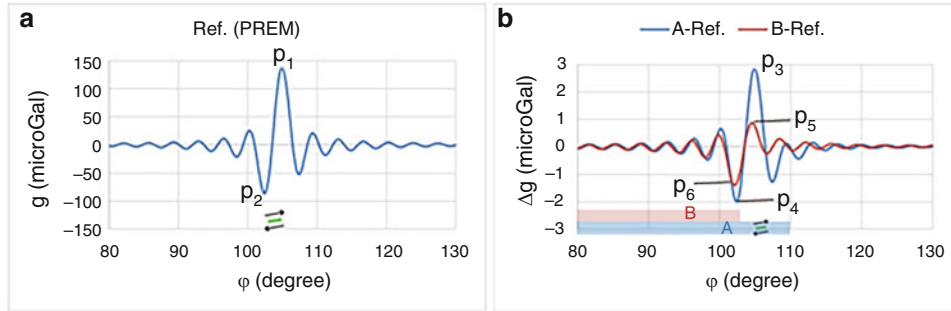 a
Ref. (PREM)
g (microGal)
150
100
50
0
−50
−100
−150
p1
p2
80 90 100 110 120 130
φ (degree)
b
A-Ref. B-Ref.
Δg (microGal)
3
2
1
0
−1
−2
−3
p3
p5
p6
p4
B
A
80 90 100 110 120 130
φ (degree)